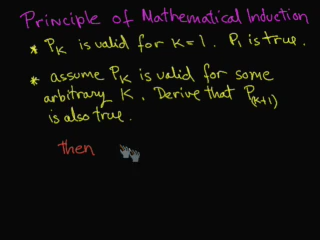 Principle of Mathematical Induction
* PK is valid for K=1. P1 is true.
* assume PK is valid for some
arbitrary K. Derive that P(K+1)
is also true.
then